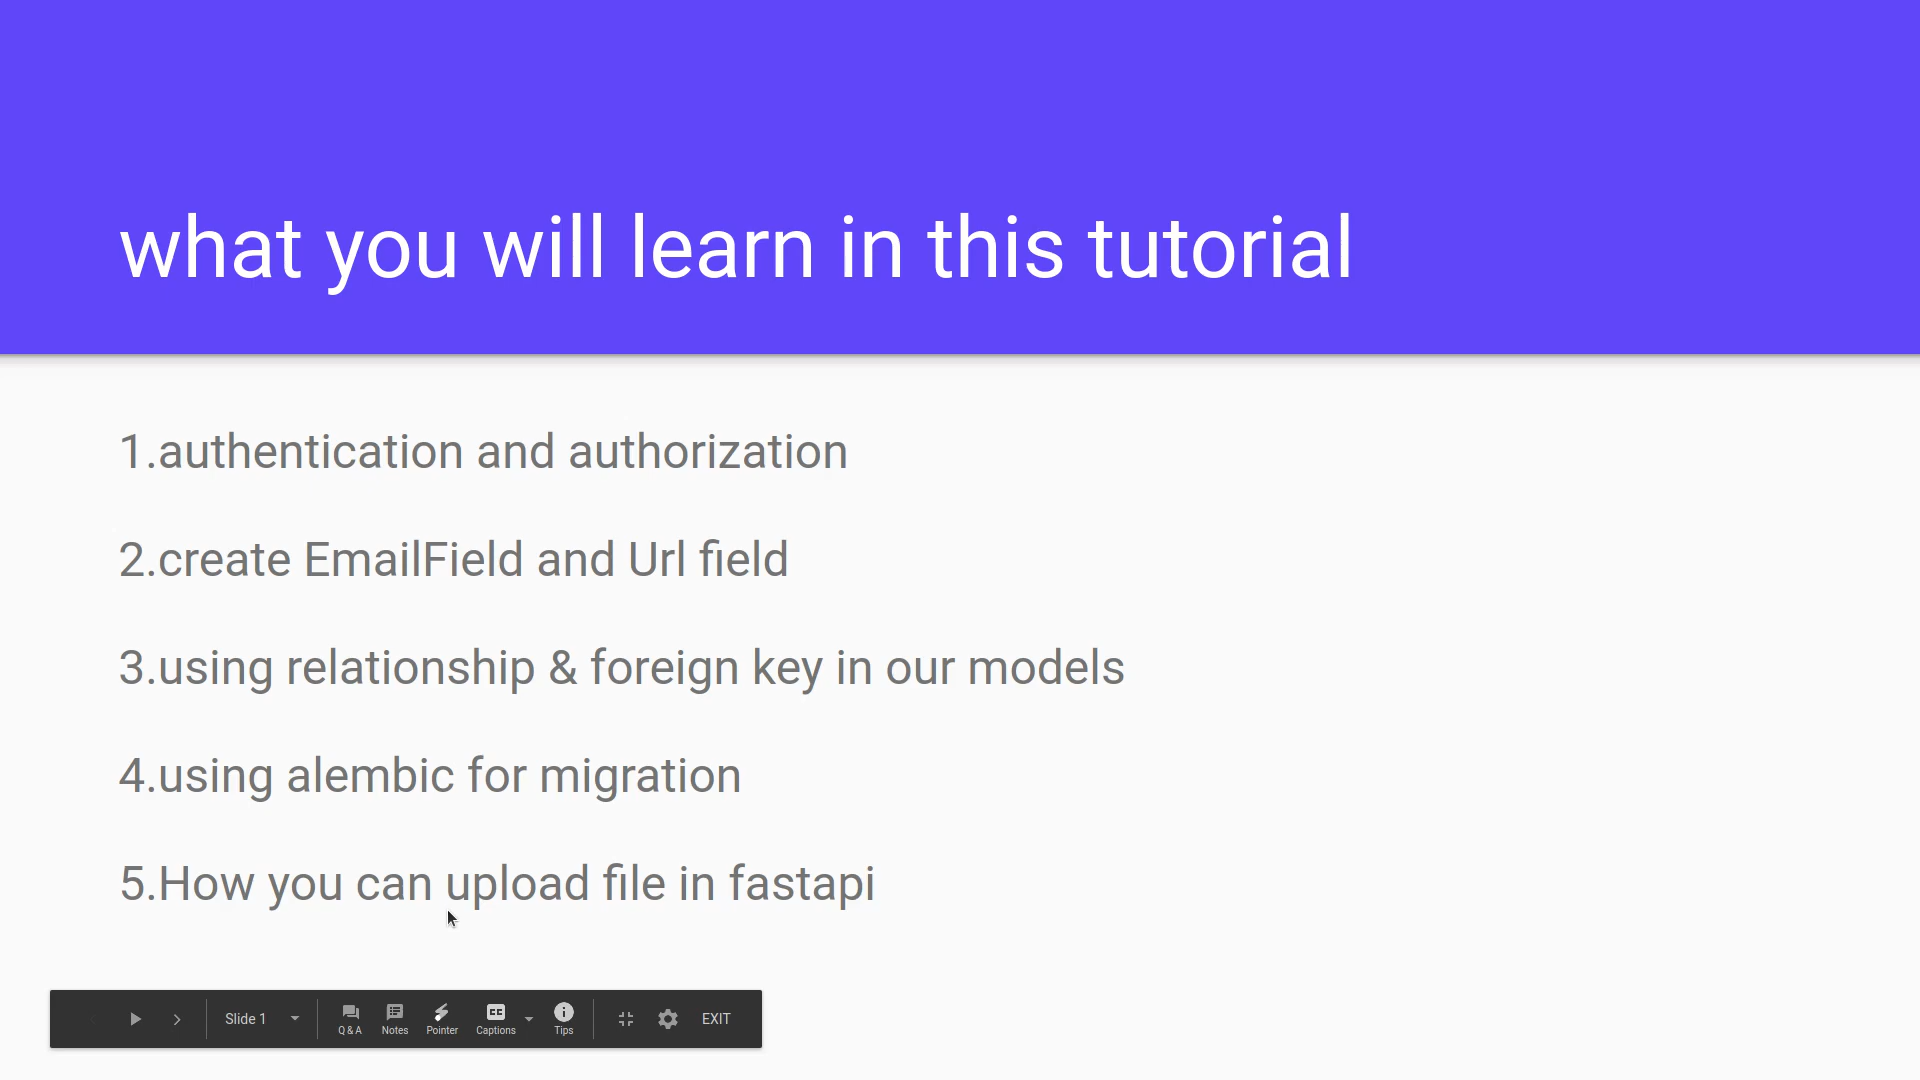 what you will learn in this tutorial
1.authentication and authorization
2.create EmailField and Url field
3.using relationship & foreign key in our models
4.using alembic for migration
5.How you can upload file in fastapi
Slide 1
Q & A
Notes
Pointer
CC
Captions
Tips
EXIT